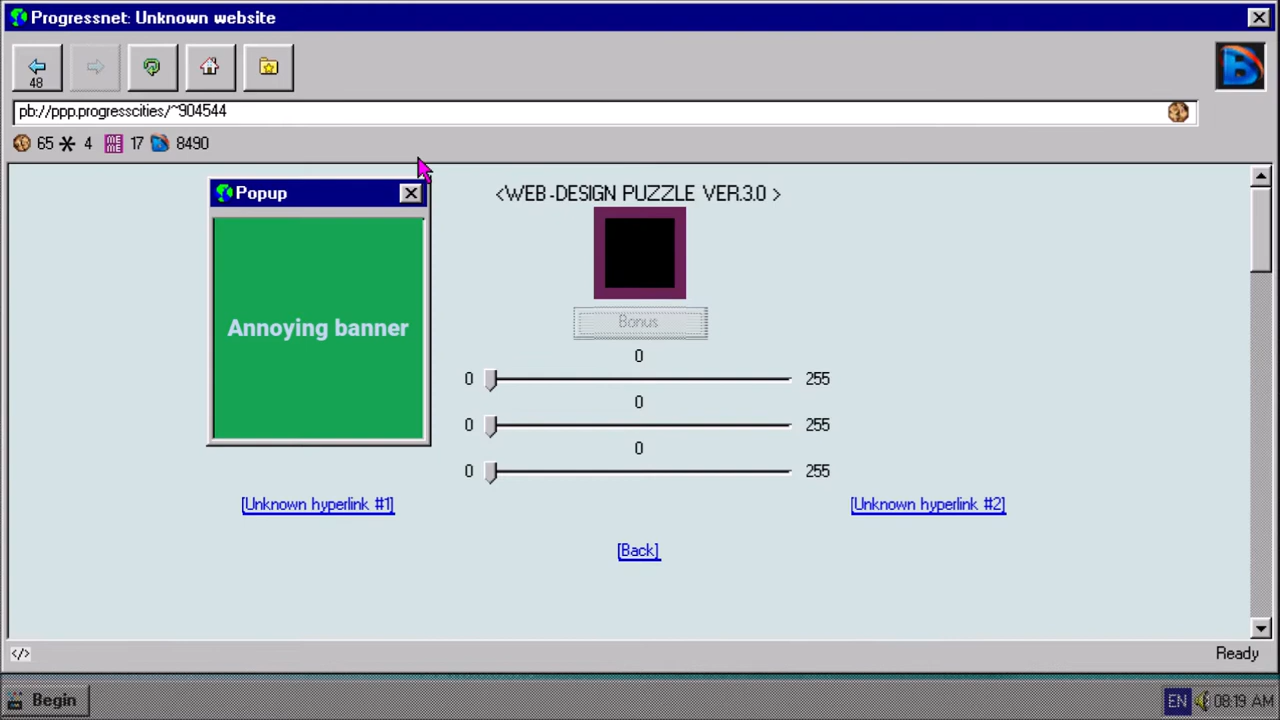 Progressnet: Unknown website
48
pb://ppp.progresscities/~904544
65 4 MEME 17 8490
Popup
<WEB-DESIGN PUZZLE VER.3.0 >
Annoying banner
Bonus
0
0 255
0
0 255
0
0 255
[Unknown hyperlink #1]
[Unknown hyperlink #2]
[Back]
</> Ready
Begin
EN 08:19 AM